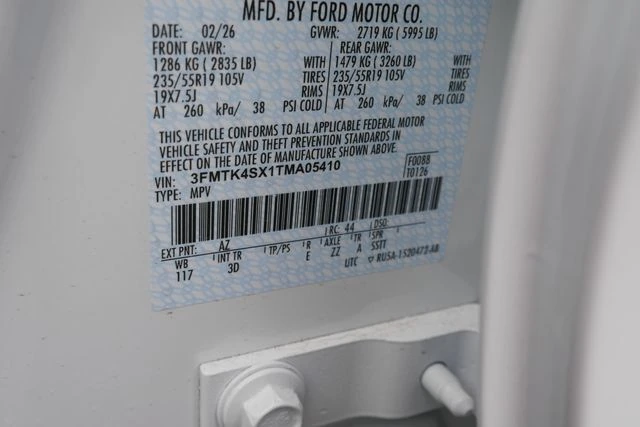 MFD. BY FORD MOTOR CO.
DATE: 02/26 GVWR: 2719 KG ( 5995 LB)
FRONT GAWR: REAR GAWR:
1286 KG ( 2835 LB) WITH 1479 KG ( 3260 LB) WITH
235/55R19 105V TIRES 235/55R19 105V TIRES
19X7.5J RIMS 19X7.5J RIMS
AT 260 kPa/ 38 PSI COLD AT 260 kPa/ 38 PSI COLD
THIS VEHICLE CONFORMS TO ALL APPLICABLE FEDERAL MOTOR
VEHICLE SAFETY AND THEFT PREVENTION STANDARDS IN
EFFECT ON THE DATE OF MANUFACTURE SHOWN ABOVE.
VIN: 3FMTK4SX1TMA05410 F0088
TYPE: MPV T0126
EXT PNT: AZ RC: 44 DSO:
WB INT TR TP/PS R AXLE TR SPR
117 3D E ZZ A SSTT
UTC ▽ RU5A-1520472-AB